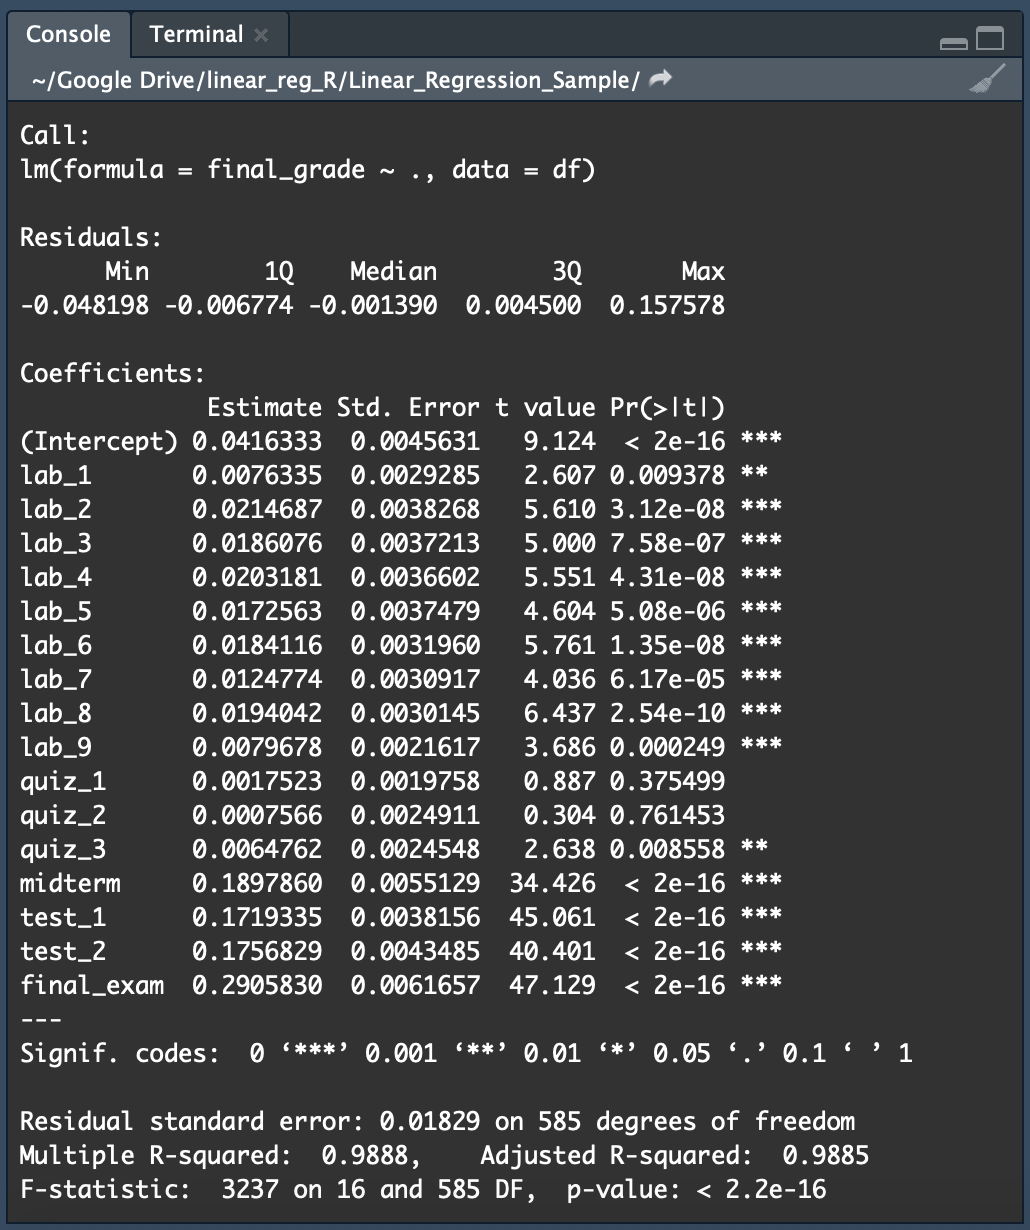 Console Terminal ×
~/Google Drive/linear_reg_R/Linear_Regression_Sample/
Call:
lm(formula = final_grade ~ ., data = df)
Residuals:
      Min        1Q    Median        3Q       Max
-0.048198 -0.006774 -0.001390  0.004500  0.157578
Coefficients:
             Estimate Std. Error t value Pr(>|t|)
(Intercept) 0.0416333  0.0045631   9.124  < 2e-16 ***
lab_1       0.0076335  0.0029285   2.607 0.009378 **
lab_2       0.0214687  0.0038268   5.610 3.12e-08 ***
lab_3       0.0186076  0.0037213   5.000 7.58e-07 ***
lab_4       0.0203181  0.0036602   5.551 4.31e-08 ***
lab_5       0.0172563  0.0037479   4.604 5.08e-06 ***
lab_6       0.0184116  0.0031960   5.761 1.35e-08 ***
lab_7       0.0124774  0.0030917   4.036 6.17e-05 ***
lab_8       0.0194042  0.0030145   6.437 2.54e-10 ***
lab_9       0.0079678  0.0021617   3.686 0.000249 ***
quiz_1      0.0017523  0.0019758   0.887 0.375499
quiz_2      0.0007566  0.0024911   0.304 0.761453
quiz_3      0.0064762  0.0024548   2.638 0.008558 **
midterm     0.1897860  0.0055129  34.426  < 2e-16 ***
test_1      0.1719335  0.0038156  45.061  < 2e-16 ***
test_2      0.1756829  0.0043485  40.401  < 2e-16 ***
final_exam  0.2905830  0.0061657  47.129  < 2e-16 ***
---
Signif. codes:  0 ‘***’ 0.001 ‘**’ 0.01 ‘*’ 0.05 ‘.’ 0.1 ‘ ’ 1
Residual standard error: 0.01829 on 585 degrees of freedom
Multiple R-squared:  0.9888,    Adjusted R-squared:  0.9885
F-statistic:  3237 on 16 and 585 DF,  p-value: < 2.2e-16